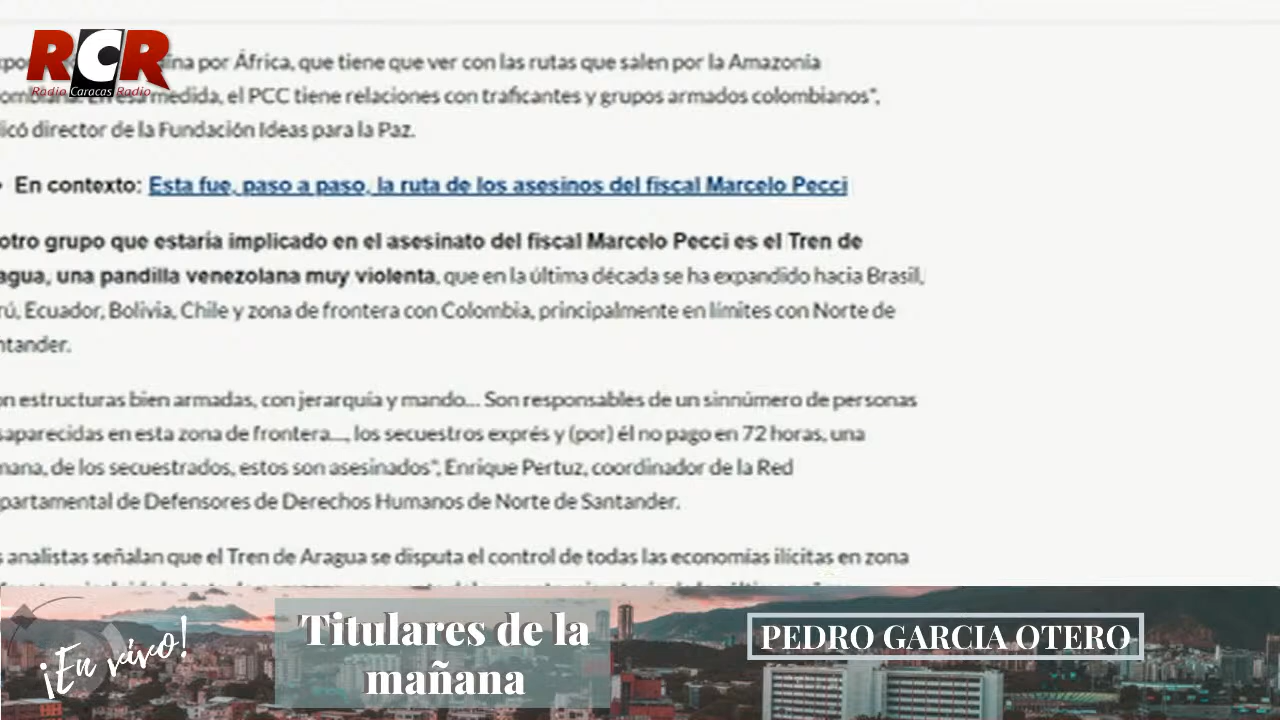 RCR
Radio Caracas Radio
por África, que tiene que ver con las rutas que salen por la Amazonía
medida, el PCC tiene relaciones con traficantes y grupos armados colombianos",
icó director de la Fundación Ideas para la Paz.
En contexto: Esta fue, paso a paso, la ruta de los asesinos del fiscal Marcelo Pecci
otro grupo que estaría implicado en el asesinato del fiscal Marcelo Pecci es el Tren de
agua, una pandilla venezolana muy violenta, que en la última década se ha expandido hacia Brasil,
rú, Ecuador, Bolivia, Chile y zona de frontera con Colombia, principalmente en límites con Norte de
ntander.
on estructuras bien armadas, con jerarquía y mando... Son responsables de un sinnúmero de personas
saparecidas en esta zona de frontera..., los secuestros exprés y (por) él no pago en 72 horas, una
mana, de los secuestrados, estos son asesinados", Enrique Pertuz, coordinador de la Red
partamental de Defensores de Derechos Humanos de Norte de Santander.
s analistas señalan que el Tren de Aragua se disputa el control de todas las economías ilícitas en zona
¡En vivo!
Titulares de la
mañana
PEDRO GARCIA OTERO